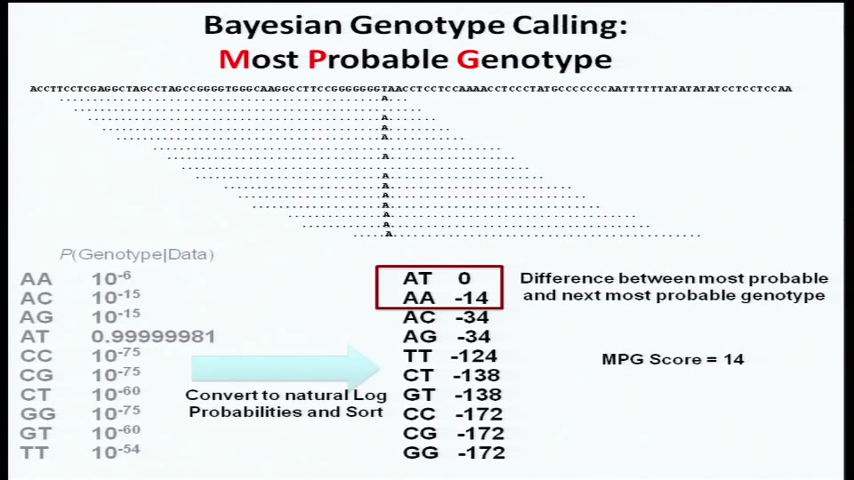 Bayesian Genotype Calling:
Most Probable Genotype
ACCTTCCTCGAGGCTAGCCTAGCCGGGGTGGGCAAGGCCTTCCGGGGGGGTAACCTCCTCCAAAACCTCCCTATGCCCCCCCAATTTTTTATATATATCCTCCTCCAA
A
A
A
A
A
A
A
A
A
A
A
A
A
P(Genotype|Data)
AA 10-6
AC 10-15
AG 10-15
AT 0.99999981
CC 10-75
CG 10-75
CT 10-60
GG 10-75
GT 10-60
TT 10-54
Convert to natural Log
Probabilities and Sort
AT 0
AA -14
AC -34
AG -34
TT -124
CT -138
GT -138
CC -172
CG -172
GG -172
Difference between most probable
and next most probable genotype
MPG Score = 14